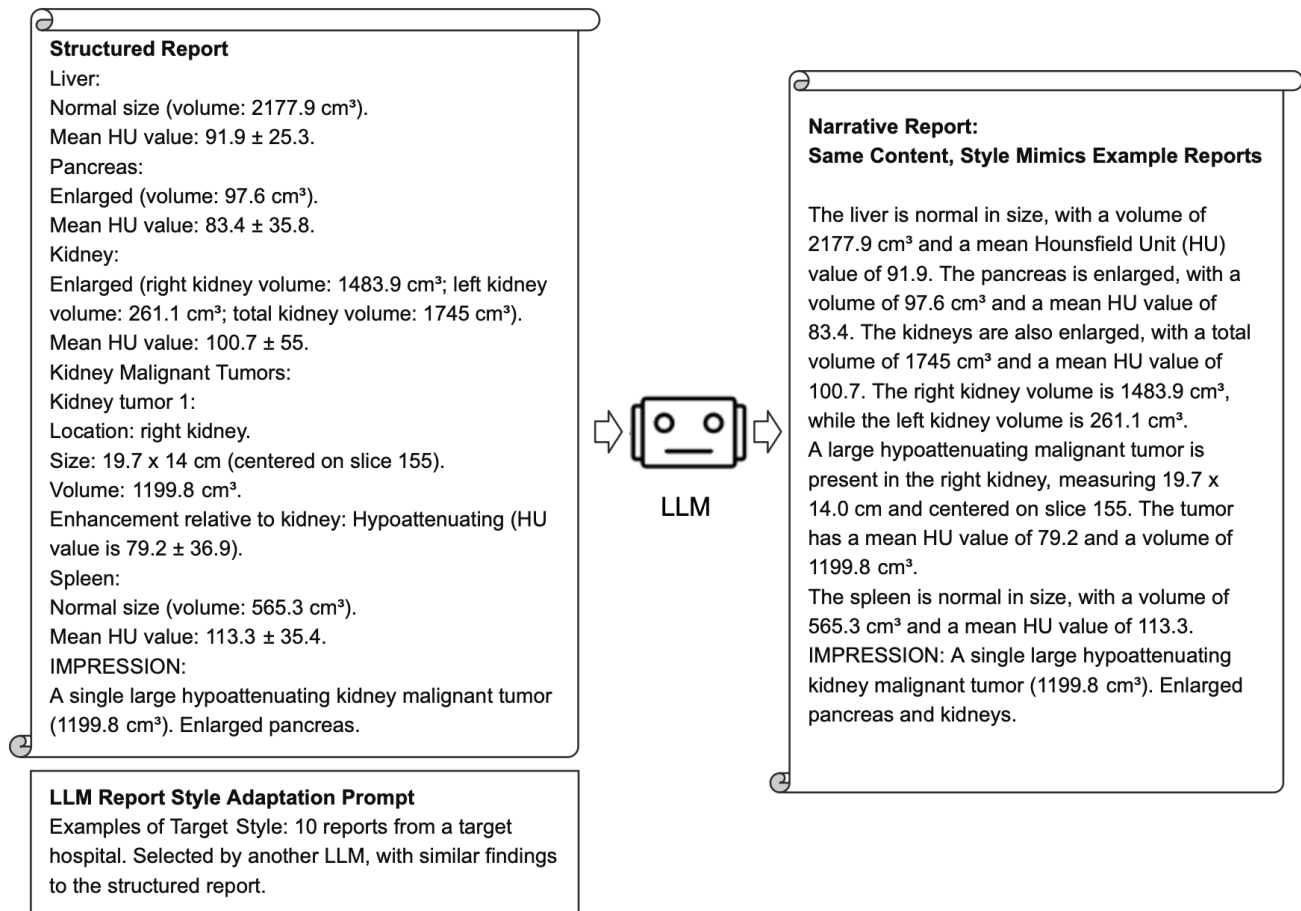 Structured Report
Liver:
Normal size (volume: 2177.9 cm³).
Mean HU value: 91.9 ± 25.3.
Pancreas:
Enlarged (volume: 97.6 cm³).
Mean HU value: 83.4 ± 35.8.
Kidney:
Enlarged (right kidney volume: 1483.9 cm³; left kidney
volume: 261.1 cm³; total kidney volume: 1745 cm³).
Mean HU value: 100.7 ± 55.
Kidney Malignant Tumors:
Kidney tumor 1:
Location: right kidney.
Size: 19.7 x 14 cm (centered on slice 155).
Volume: 1199.8 cm³.
Enhancement relative to kidney: Hypoattenuating (HU
value is 79.2 ± 36.9).
Spleen:
Normal size (volume: 565.3 cm³).
Mean HU value: 113.3 ± 35.4.
IMPRESSION:
A single large hypoattenuating kidney malignant tumor
(1199.8 cm³). Enlarged pancreas.
LLM Report Style Adaptation Prompt
Examples of Target Style: 10 reports from a target
hospital. Selected by another LLM, with similar findings
to the structured report.
LLM
Narrative Report:
Same Content, Style Mimics Example Reports
The liver is normal in size, with a volume of
2177.9 cm³ and a mean Hounsfield Unit (HU)
value of 91.9. The pancreas is enlarged, with a
volume of 97.6 cm³ and a mean HU value of
83.4. The kidneys are also enlarged, with a total
volume of 1745 cm³ and a mean HU value of
100.7. The right kidney volume is 1483.9 cm³,
while the left kidney volume is 261.1 cm³.
A large hypoattenuating malignant tumor is
present in the right kidney, measuring 19.7 x
14.0 cm and centered on slice 155. The tumor
has a mean HU value of 79.2 and a volume of
1199.8 cm³.
The spleen is normal in size, with a volume of
565.3 cm³ and a mean HU value of 113.3.
IMPRESSION: A single large hypoattenuating
kidney malignant tumor (1199.8 cm³). Enlarged
pancreas and kidneys.